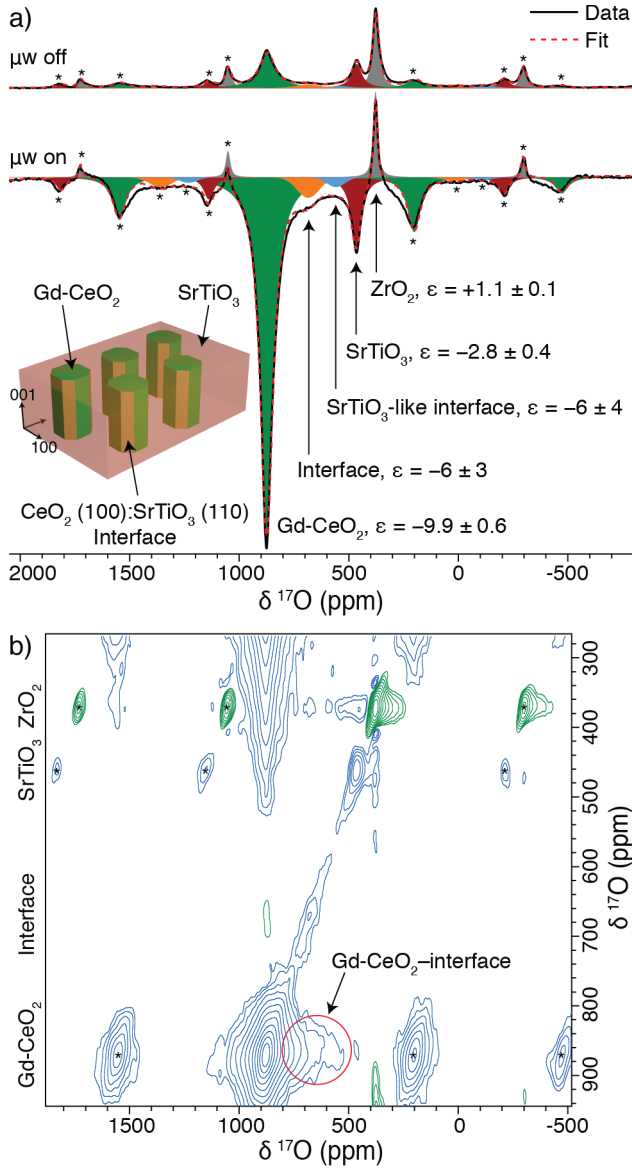 a)
Data
Fit
μw off
* * * * * * * * *
μw on
* * * * * * * * * * * *
ZrO₂, ε = +1.1 ± 0.1
SrTiO₃, ε = −2.8 ± 0.4
SrTiO₃-like interface, ε = −6 ± 4
Interface, ε = −6 ± 3
Gd-CeO₂, ε = −9.9 ± 0.6
Gd-CeO₂
SrTiO₃
001
100
CeO₂ (100):SrTiO₃ (110)
Interface
2000 1500 1000 500 0 -500
δ ¹⁷O (ppm)
b)
ZrO₂
SrTiO₃
Interface
Gd-CeO₂
* * *
* * *
Gd-CeO₂–interface
* * *
300
400
500
600
700
800
900
δ ¹⁷O (ppm)
1500 1000 500 0 -500
δ ¹⁷O (ppm)